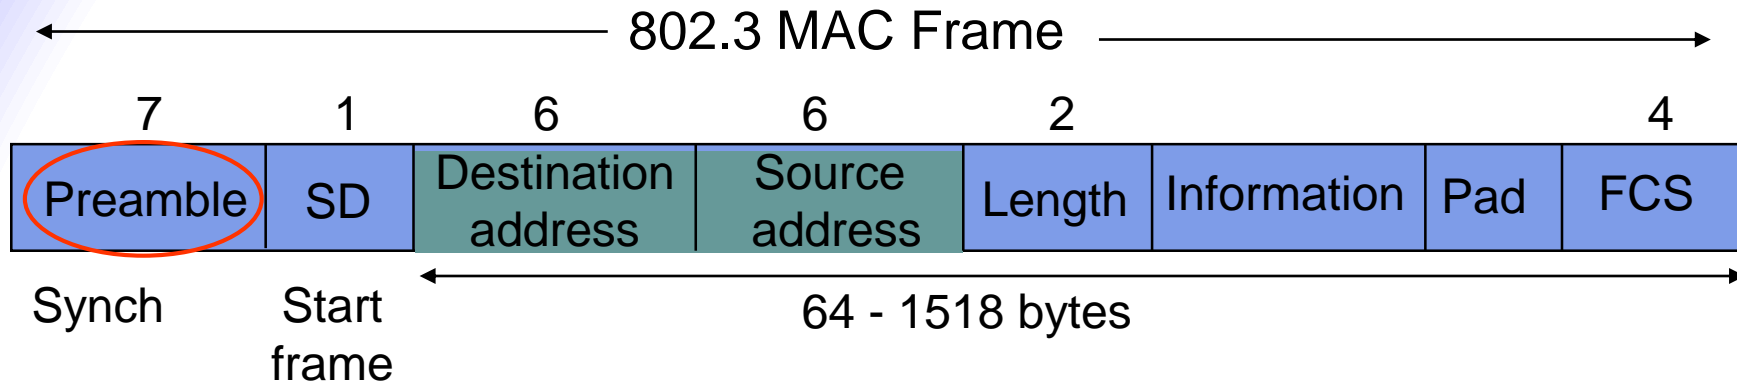 802.3 MAC Frame
7 1 6 6 2 4
Preamble SD Destination address Source address Length Information Pad FCS
Synch Start frame 64 - 1518 bytes